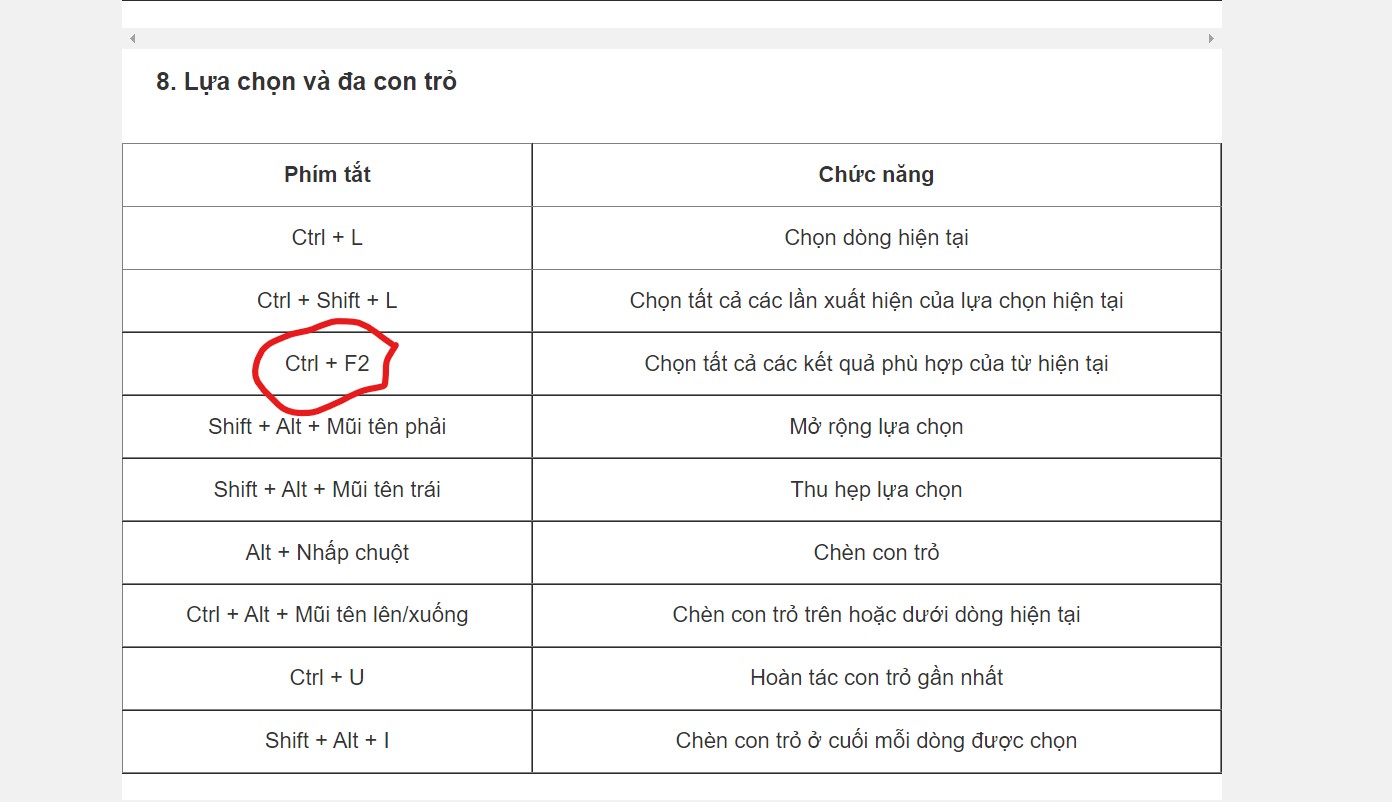 8. Lựa chọn và đa con trỏ
Phím tắt Chức năng
Ctrl + L Chọn dòng hiện tại
Ctrl + Shift + L Chọn tất cả các lần xuất hiện của lựa chọn hiện tại
Ctrl + F2 Chọn tất cả các kết quả phù hợp của từ hiện tại
Shift + Alt + Mũi tên phải Mở rộng lựa chọn
Shift + Alt + Mũi tên trái Thu hẹp lựa chọn
Alt + Nhấp chuột Chèn con trỏ
Ctrl + Alt + Mũi tên lên/xuống Chèn con trỏ trên hoặc dưới dòng hiện tại
Ctrl + U Hoàn tác con trỏ gần nhất
Shift + Alt + I Chèn con trỏ ở cuối mỗi dòng được chọn